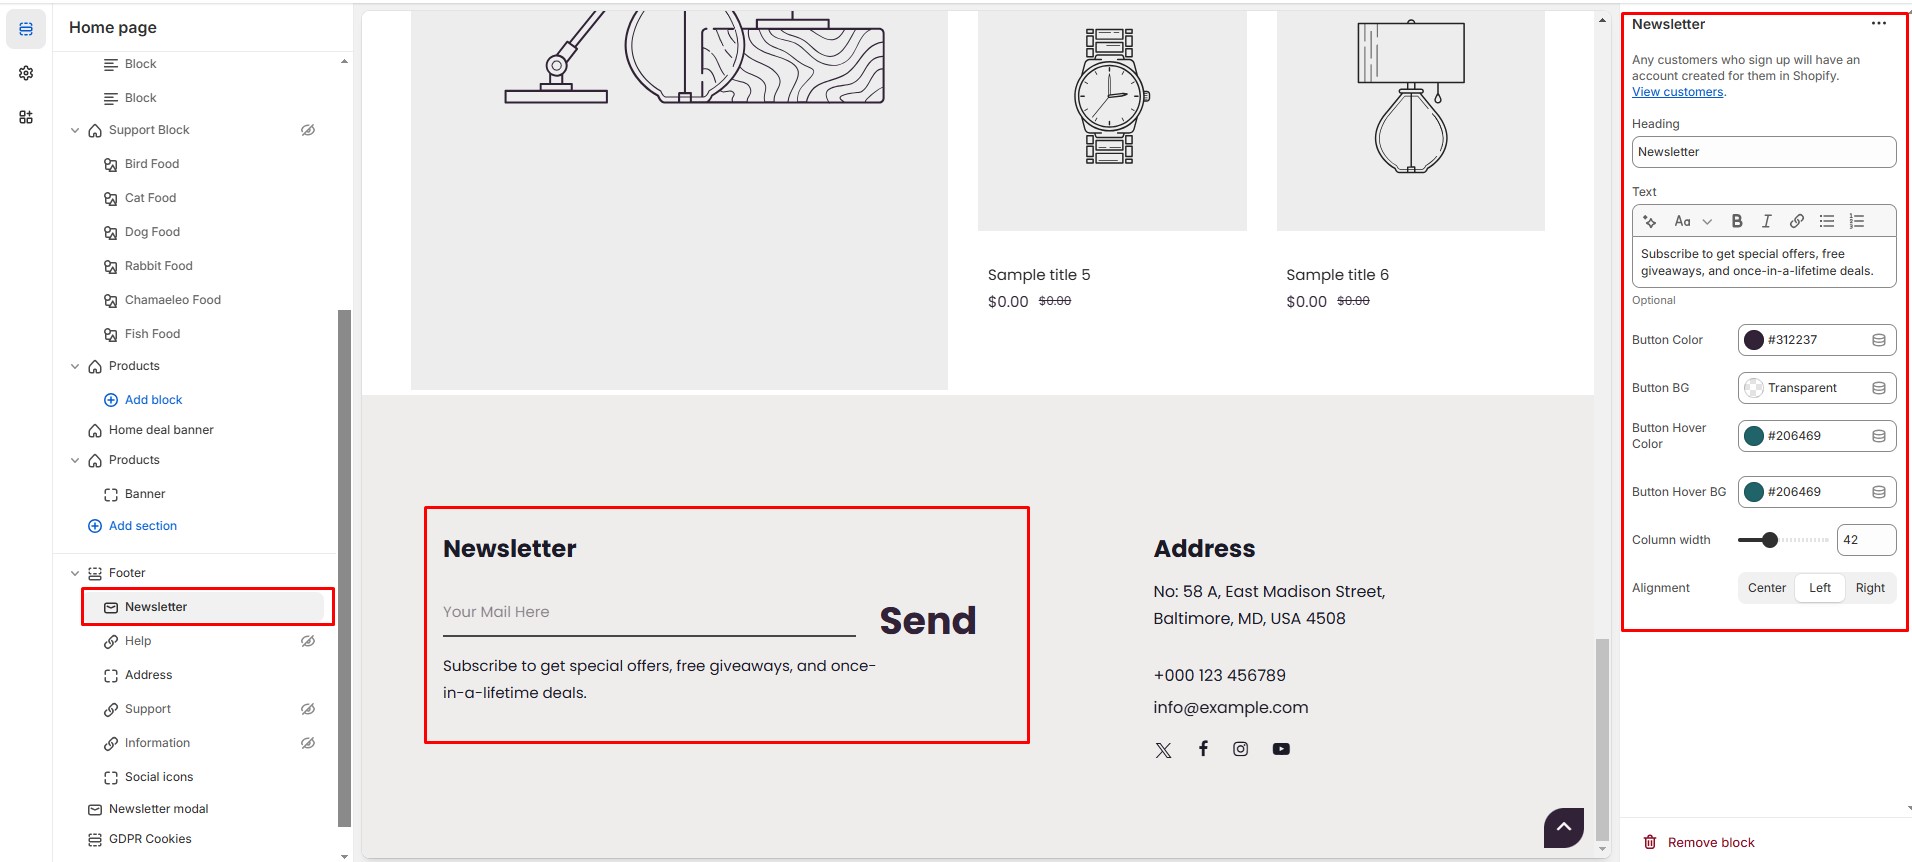 Home page
Block
Block
Support Block
Bird Food
Cat Food
Dog Food
Rabbit Food
Chamaeleo Food
Fish Food
Products
Add block
Home deal banner
Products
Banner
Add section
Footer
Newsletter
Help
Address
Support
Information
Social icons
Newsletter modal
GDPR Cookies
Sample title 5
$0.00 $0.00
Sample title 6
$0.00 $0.00
Newsletter
Your Mail Here
Send
Subscribe to get special offers, free giveaways, and once-
in-a-lifetime deals.
Address
No: 58 A, East Madison Street,
Baltimore, MD, USA 4508
+000 123 456789
info@example.com
Newsletter
Any customers who sign up will have an
account created for them in Shopify.
View customers.
Heading
Newsletter
Text
Aa B I
Subscribe to get special offers, free
giveaways, and once-in-a-lifetime deals.
Optional
Button Color #312237
Button BG Transparent
Button Hover
Color
#206469
Button Hover BG #206469
Column width 42
Alignment Center Left Right
Remove block